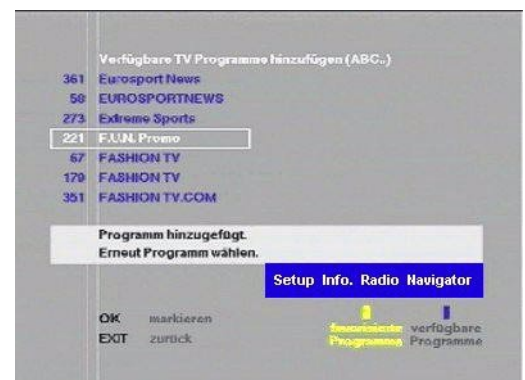 Verfügbare TV Programme hinzufügen (ABC..)
361 Eurosport News
58 EUROSPORTNEWS
273 Extreme Sports
221 F.U.N. Promo
67 FASHION TV
179 FASHION TV
351 FASHION TV.COM
Programm hinzugefügt.
Erneut Programm wählen.
Setup Info. Radio Navigator
OK markieren
EXIT zurück
favorisierte Programme
verfügbare Programme